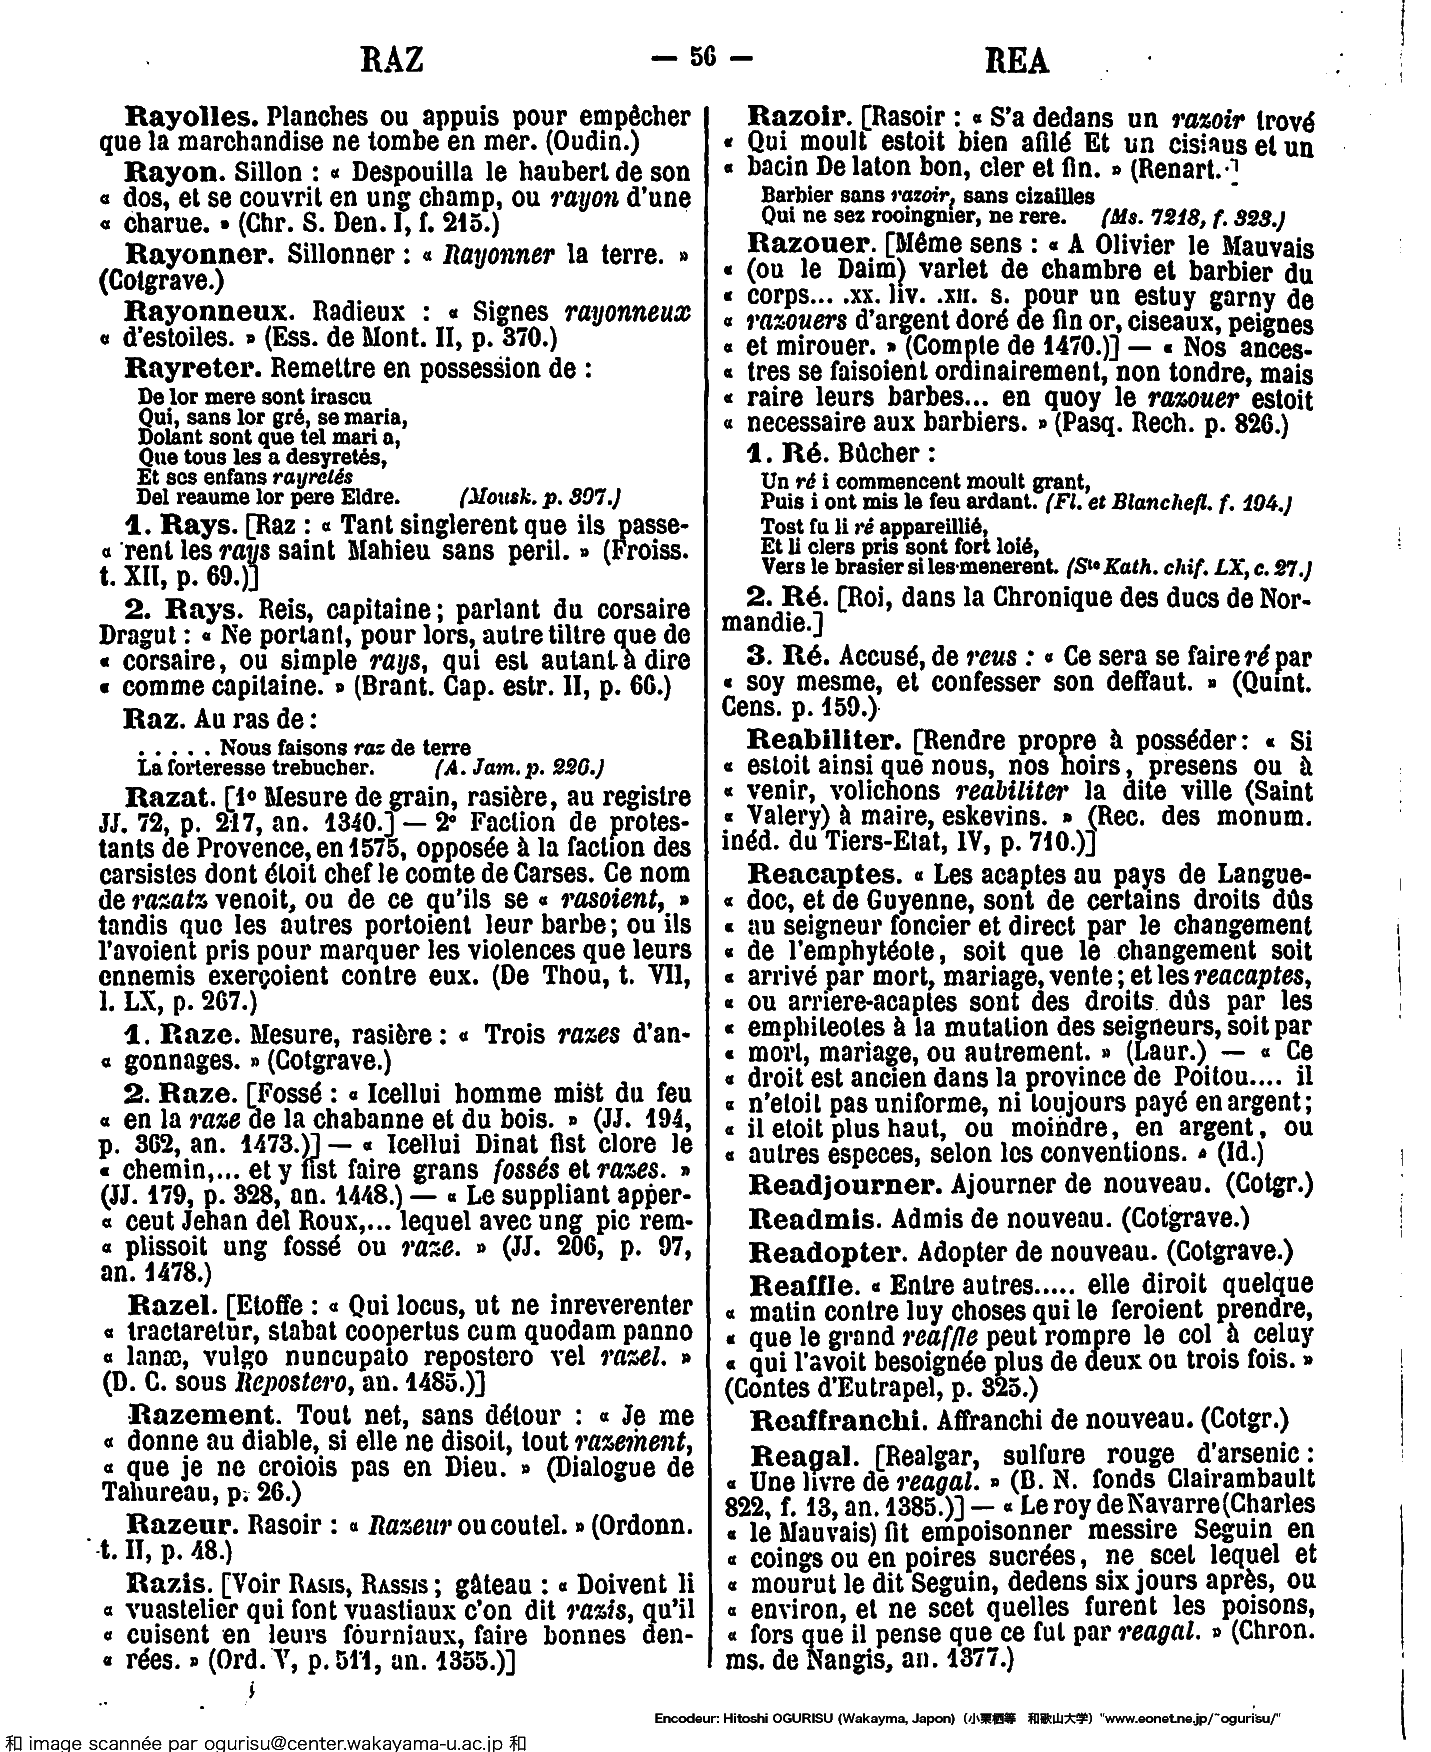 RAZ
— 56 —
REA
Rayolles. Planches ou appuis pour empêcher
que la marchandise ne tombe en mer. (Oudin.)
Rayon. Sillon : « Despouilla le haubert de son
« dos, et se couvrit en ung champ, ou rayon d'une
« charue. » (Chr. S. Den. I, f. 215.)
Rayonner. Sillonner : « Rayonner la terre. »
(Cotgrave.)
Rayonneux. Radieux : « Signes rayonneux
« d'estoiles. » (Ess. de Mont. II, p. 370.)
Rayreter. Remettre en possession de :
De lor mere sont irascu
Qui, sans lor gré, se maria,
Dolant sont que tel mari a,
Que tous les a desyretés,
Et ses enfans rayretés
Del reaume lor pere Eldre. (Mousk. p. 397.)
1. Rays. [Raz : « Tant singlerent que ils passe-
« rent les rays saint Mahieu sans peril. » (Froiss.
t. XII, p. 69.)]
2. Rays. Reis, capitaine; parlant du corsaire
Dragut : « Ne portant, pour lors, autre tiltre que de
« corsaire, ou simple rays, qui est autant à dire
« comme capitaine. » (Brant. Cap. estr. II, p. 66.)
Raz. Au ras de :
. . . . . Nous faisons raz de terre
La forteresse trebucher. (A. Jam. p. 226.)
Razat. [1° Mesure de grain, rasière, au registre
JJ. 72, p. 217, an. 1340.] — 2° Faction de protes-
tants de Provence, en 1575, opposée à la faction des
carsistes dont étoit chef le comte de Carses. Ce nom
de razatz venoit, ou de ce qu'ils se « rasoient, »
tandis que les autres portoient leur barbe; ou ils
l'avoient pris pour marquer les violences que leurs
ennemis exerçoient contre eux. (De Thou, t. VII,
l. LX, p. 267.)
1. Raze. Mesure, rasière : « Trois razes d'an-
« gonnages. » (Cotgrave.)
2. Raze. [Fossé : « Icellui homme mist du feu
« en la raze de la chabanne et du bois. » (JJ. 194,
p. 362, an. 1473.)] — « Icellui Dinat fist clore le
« chemin,... et y fist faire grans fossés et razes. »
(JJ. 179, p. 328, an. 1448.) — « Le suppliant apper-
« ceut Jehan del Roux,... lequel avec ung pic rem-
« plissoit ung fossé ou raze. » (JJ. 206, p. 97,
an. 1478.)
Razel. [Etoffe : « Qui locus, ut ne inreverenter
« tractaretur, stabat coopertus cum quodam panno
« lanæ, vulgo nuncupato repostero vel razel. »
(D. C. sous Repostero, an. 1485.)]
Razement. Tout net, sans détour : « Je me
« donne au diable, si elle ne disoit, tout razement,
« que je ne croiois pas en Dieu. » (Dialogue de
Tahureau, p. 26.)
Razeur. Rasoir : « Razeur ou coutel. » (Ordonn.
t. II, p. 48.)
Razis. [Voir RASIS, RASSIS; gâteau : « Doivent li
« vuastelier qui font vuastiaux c'on dit razis, qu'il
« cuisent en leurs fourniaux, faire bonnes den-
« rées. » (Ord. V, p. 511, an. 1355.)]
Razoir. [Rasoir : « S'a dedans un razoir trové
« Qui moult estoit bien afilé Et un cisiaus et un
« bacin De laton bon, cler et fin. » (Renart.]
Barbier sans razoir, sans cizailles
Qui ne sez rooingnier, ne rere. (Ms. 7218, f. 323.)
Razouer. [Même sens : « A Olivier le Mauvais
« (ou le Daim) varlet de chambre et barbier du
« corps... .XX. liv. .XII. s. pour un estuy garny de
« razouers d'argent doré de fin or, ciseaux, peignes
« et mirouer. » (Compte de 1470.)] — « Nos ances-
« tres se faisoient ordinairement, non tondre, mais
« raire leurs barbes... en quoy le razouer estoit
« necessaire aux barbiers. » (Pasq. Rech. p. 826.)
1. Ré. Bûcher :
Un ré i commencent moult grant,
Puis i ont mis le feu ardant. (Fl. et Blanchefl. f. 194.)
Tost fu li ré appareillié,
Et li clers pris sont fort loié,
Vers le brasier si les menerent. (Ste Kath. chif. LX, c. 27.)
2. Ré. [Roi, dans la Chronique des ducs de Nor-
mandie.]
3. Ré. Accusé, de reus : « Ce sera se faire ré par
« soy mesme, et confesser son deffaut. » (Quint.
Cens. p. 159.)
Reabiliter. [Rendre propre à posséder : « Si
« estoit ainsi que nous, nos hoirs, presens ou à
« venir, volichons reabiliter la dite ville (Saint
« Valery) à maire, eskevins. » (Rec. des monum.
inéd. du Tiers-Etat, IV, p. 710.)]
Reacaptes. « Les acaptes au pays de Langue-
« doc, et de Guyenne, sont de certains droits dûs
« au seigneur foncier et direct par le changement
« de l'emphytéote, soit que le changement soit
« arrivé par mort, mariage, vente; et les reacaptes,
« ou arriere-acaptes sont des droits dûs par les
« emphiteotes à la mutation des seigneurs, soit par
« mort, mariage, ou autrement. » (Laur.) — « Ce
« droit est ancien dans la province de Poitou.... il
« n'etoit pas uniforme, ni toujours payé en argent;
« il etoit plus haut, ou moindre, en argent, ou
« autres especes, selon les conventions. » (Id.)
Readjourner. Ajourner de nouveau. (Cotgr.)
Readmis. Admis de nouveau. (Cotgrave.)
Readopter. Adopter de nouveau. (Cotgrave.)
Reaffle. « Entre autres..... elle diroit quelque
« matin contre luy choses qui le feroient prendre,
« que le grand reaffle peut rompre le col à celuy
« qui l'avoit besoignée plus de deux ou trois fois. »
(Contes d'Eutrapel, p. 325.)
Reaffranchi. Affranchi de nouveau. (Cotgr.)
Reagal. [Realgar, sulfure rouge d'arsenic :
« Une livre de reagal. » (B. N. fonds Clairambault
822, f. 13, an. 1385.)] — « Le roy de Navarre (Charles
« le Mauvais) fit empoisonner messire Seguin en
« coings ou en poires sucrées, ne scet lequel et
« mourut le dit Seguin, dedens six jours après, ou
« environ, et ne scet quelles furent les poisons,
« fors que il pense que ce fut par reagal. » (Chron.
ms. de Nangis, an. 1377.)
Encodeur: Hitoshi OGURISU (Wakayma, Japon) (小栗栖等　和歌山大学) "www.eonet.ne.jp/~ogurisu/"
和 image scannée par ogurisu@center.wakayama-u.ac.jp 和